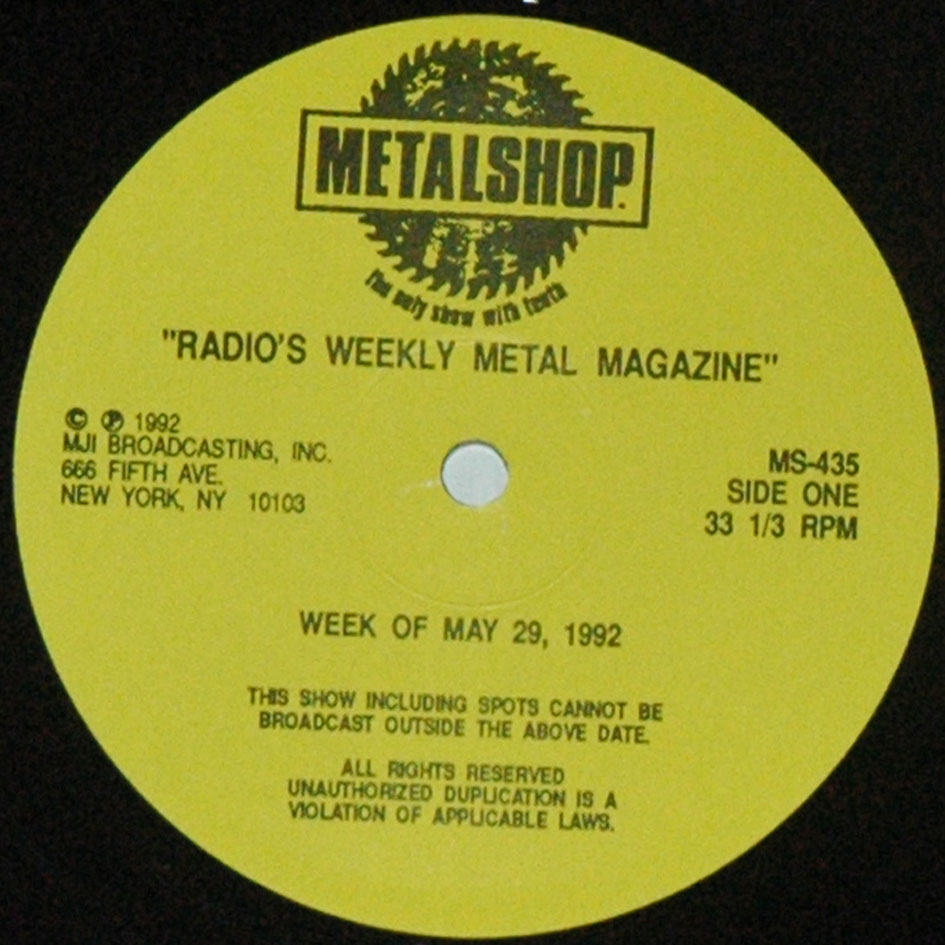 METALSHOP.
The only show with teeth
"RADIO'S WEEKLY METAL MAGAZINE"
© ℗ 1992
MJI BROADCASTING, INC.
666 FIFTH AVE.
NEW YORK, NY 10103
MS-435
SIDE ONE
33 1/3 RPM
WEEK OF MAY 29, 1992
THIS SHOW INCLUDING SPOTS CANNOT BE
BROADCAST OUTSIDE THE ABOVE DATE.
ALL RIGHTS RESERVED
UNAUTHORIZED DUPLICATION IS A
VIOLATION OF APPLICABLE LAWS.